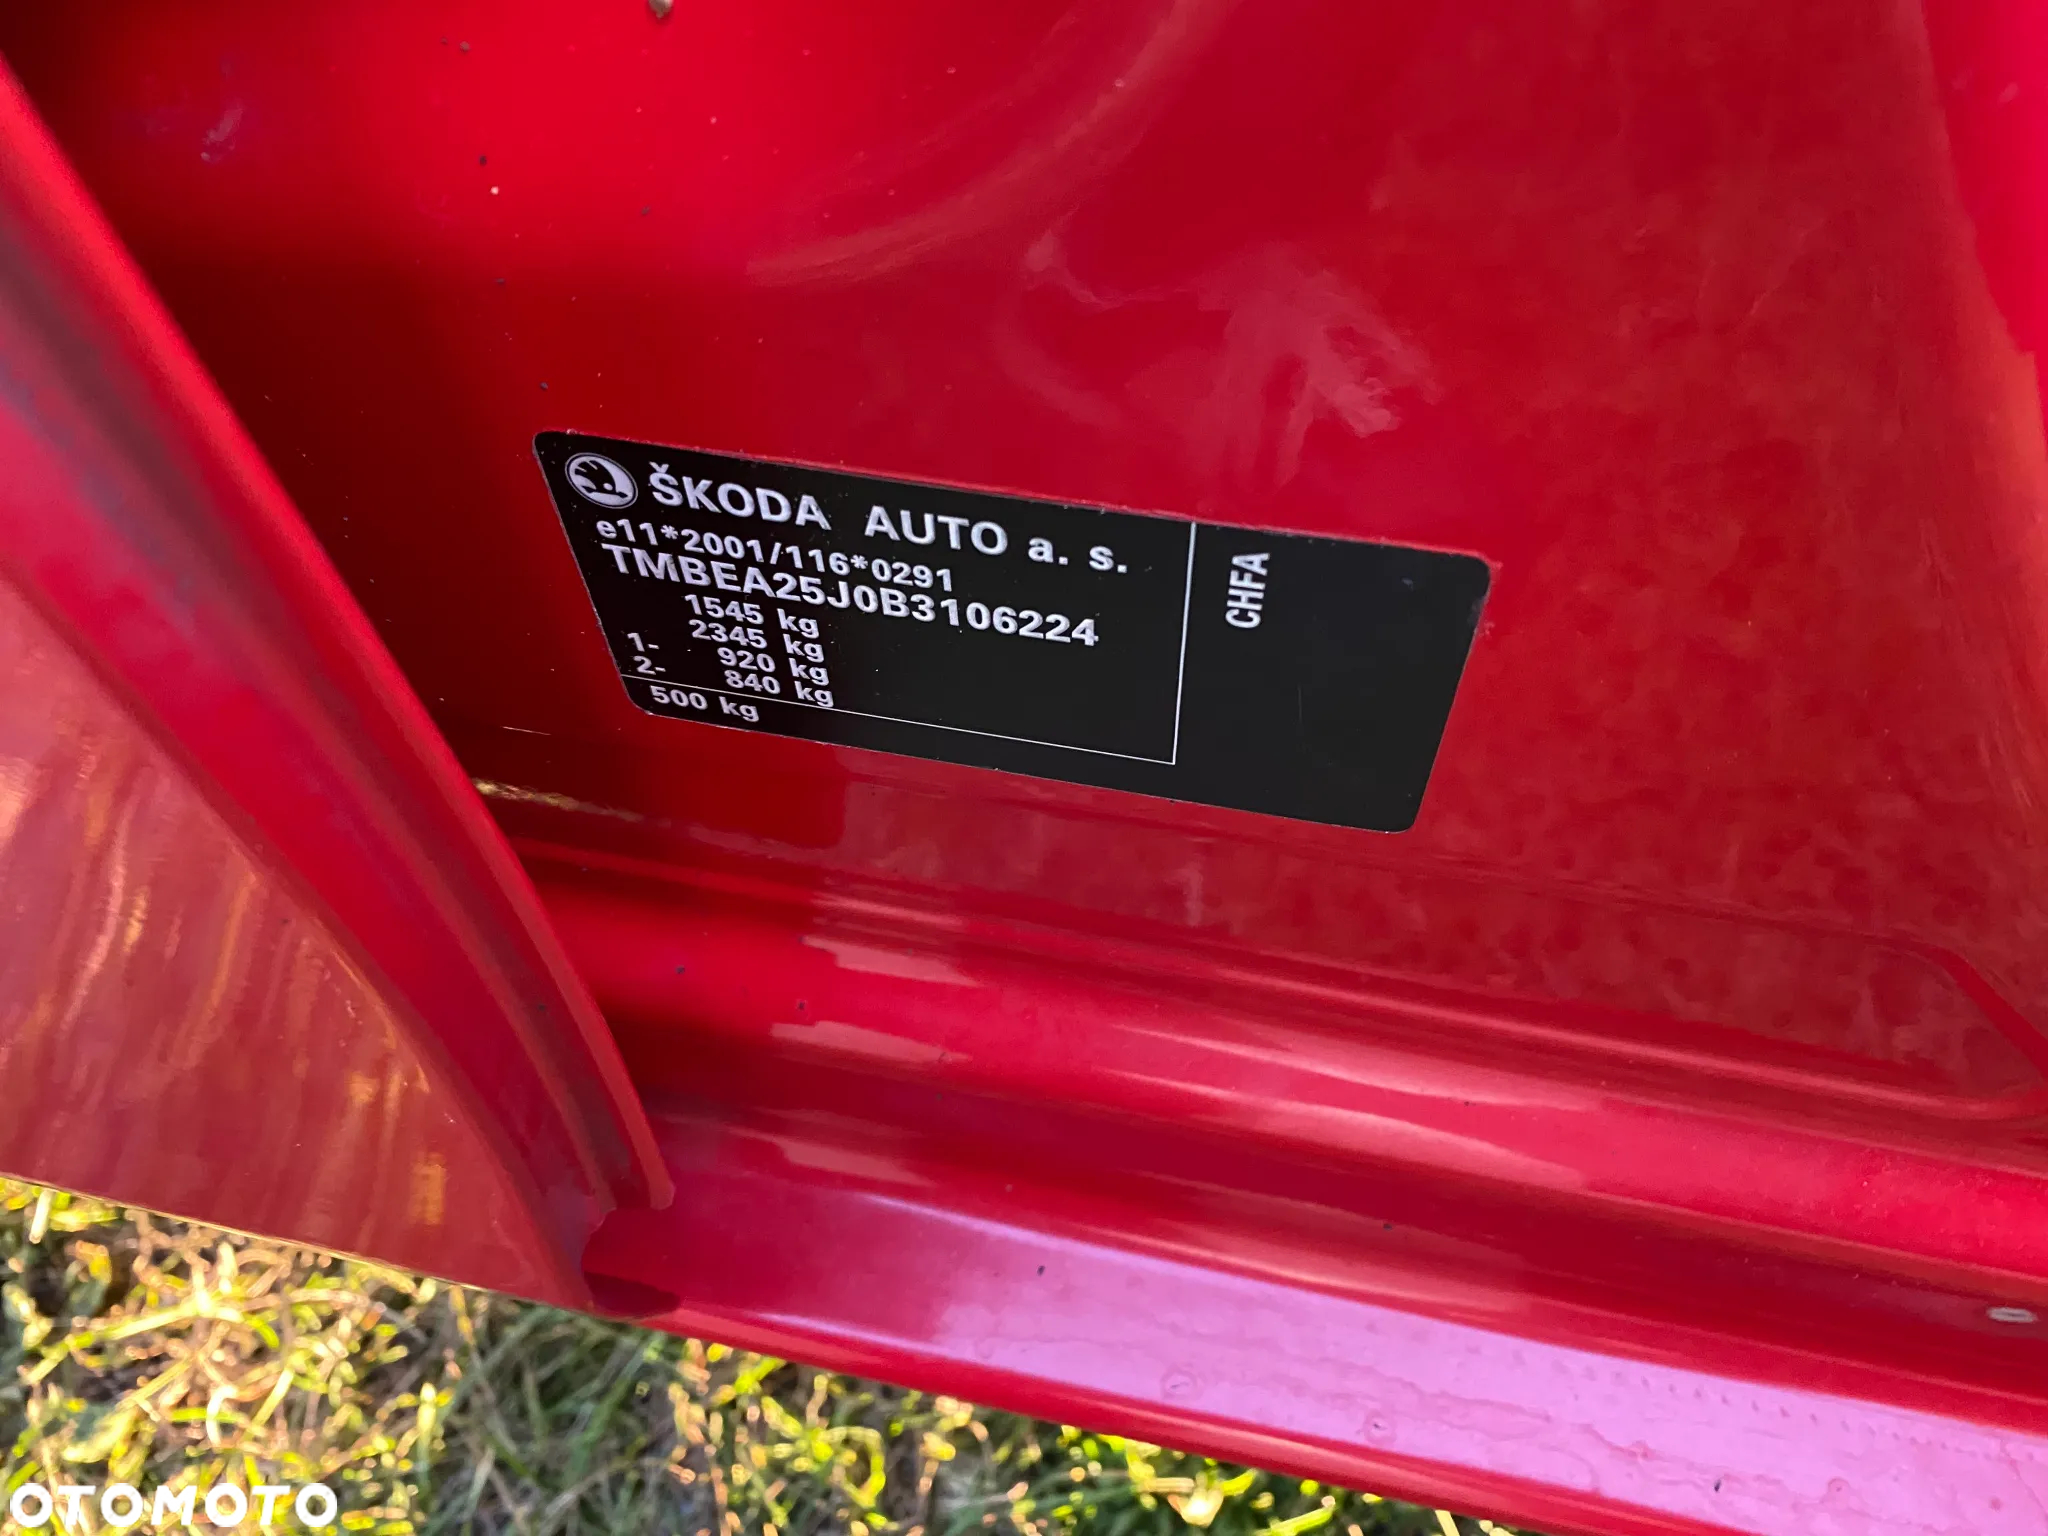 ŠKODA AUTO a. s.
e11*2001/116*0291
TMBEA25J0B3106224
1545 kg
2345 kg
1- 920 kg
2- 840 kg
500 kg
CHFA
OTOMOTO